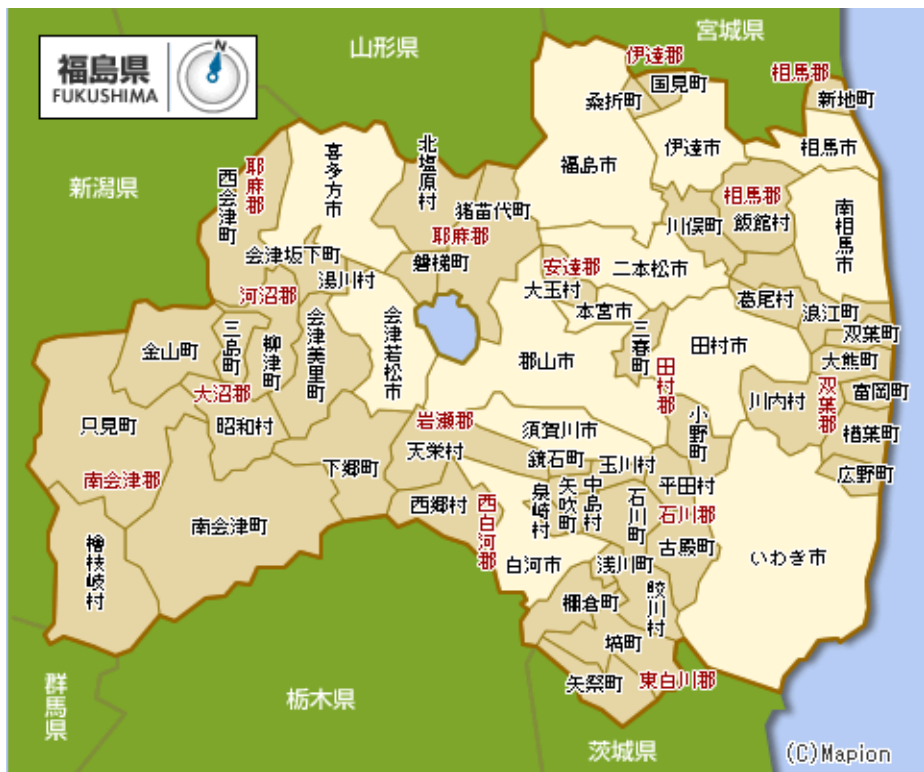 宮城県
山形県
福島県
FUKUSHIMA
N
伊達郡
国見町
桑折町
相馬郡
新地町
福島市
伊達市
相馬市
北塩原村
喜多方市
耶麻郡
西会津町
新潟県
猪苗代町
耶麻郡
磐梯町
相馬郡
飯館村
川俣町
南相馬市
会津坂下町
湯川村
河沼郡
安達郡
大玉村
二本松市
本宮市
葛尾村
浪江町
双葉町
大熊町
三島町
柳津町
会津美里町
会津若松市
金山町
郡山市
三春町
田村市
田村郡
川内村
双葉郡
富岡町
楢葉町
広野町
大沼郡
昭和村
只見町
岩瀬郡
天栄村
須賀川市
鏡石町
玉川村
小野町
平田村
下郷町
南会津郡
南会津町
西郷村
西白河郡
泉崎村
矢吹町
中島村
石川町
石川郡
古殿町
いわき市
檜枝岐村
白河市
浅川町
棚倉町
鮫川村
塙町
矢祭町
東白川郡
群馬県
栃木県
茨城県
(C)Mapion